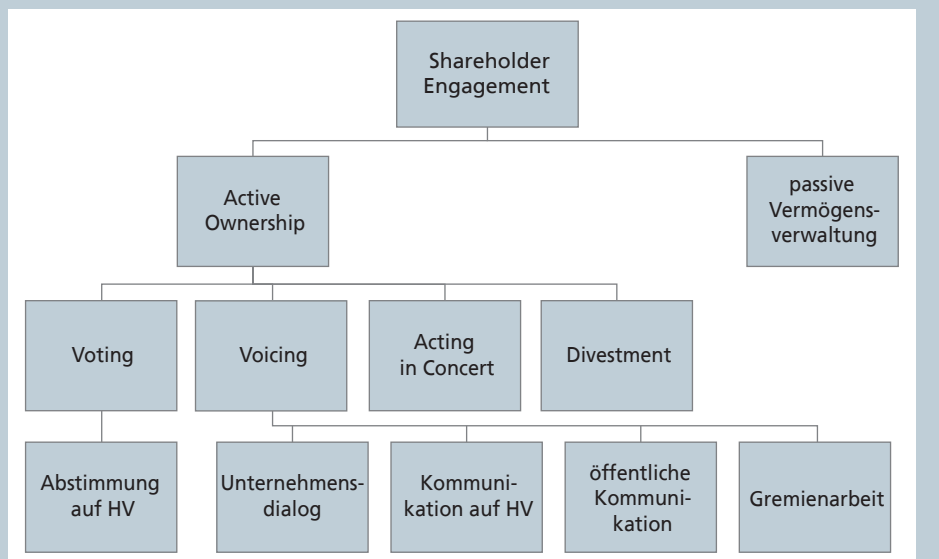 Shareholder
Engagement
Active
Ownership
passive
Vermögens-
verwaltung
Voting
Voicing
Acting
in Concert
Divestment
Abstimmung
auf HV
Unternehmens-
dialog
Kommuni-
kation auf HV
öffentliche
Kommuni-
kation
Gremienarbeit